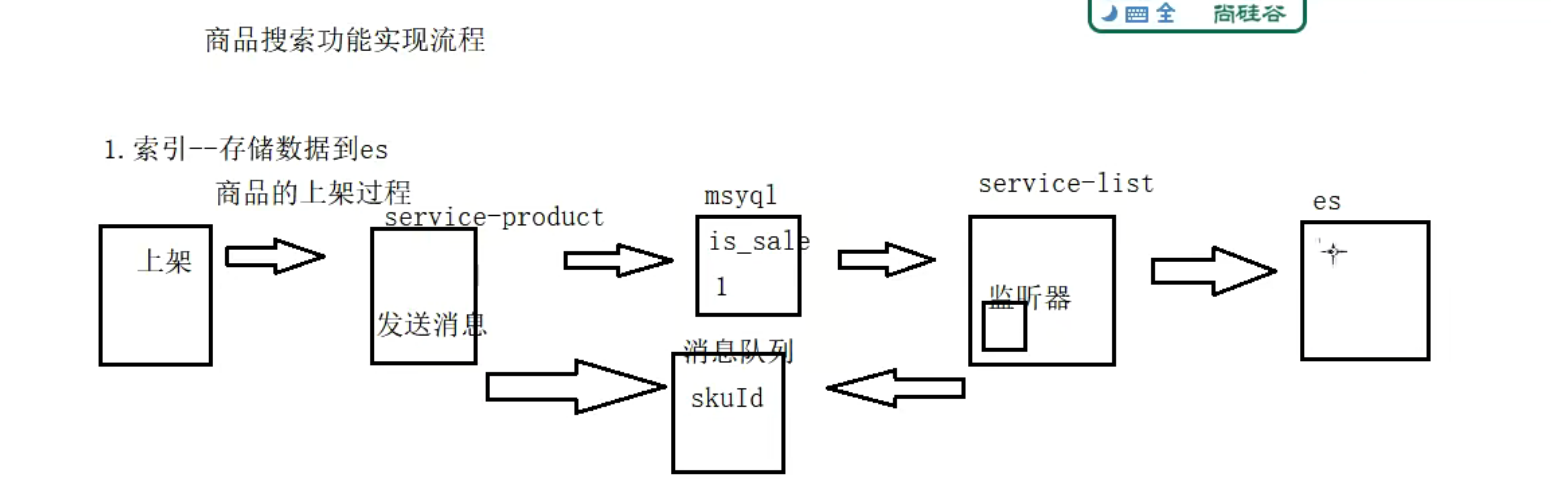 全 尚硅谷
商品搜索功能实现流程
1.索引--存储数据到es
商品的上架过程
service-product
msyql
service-list
es
上架
is_sale
1
监听器
发送消息
消息队列
skuId